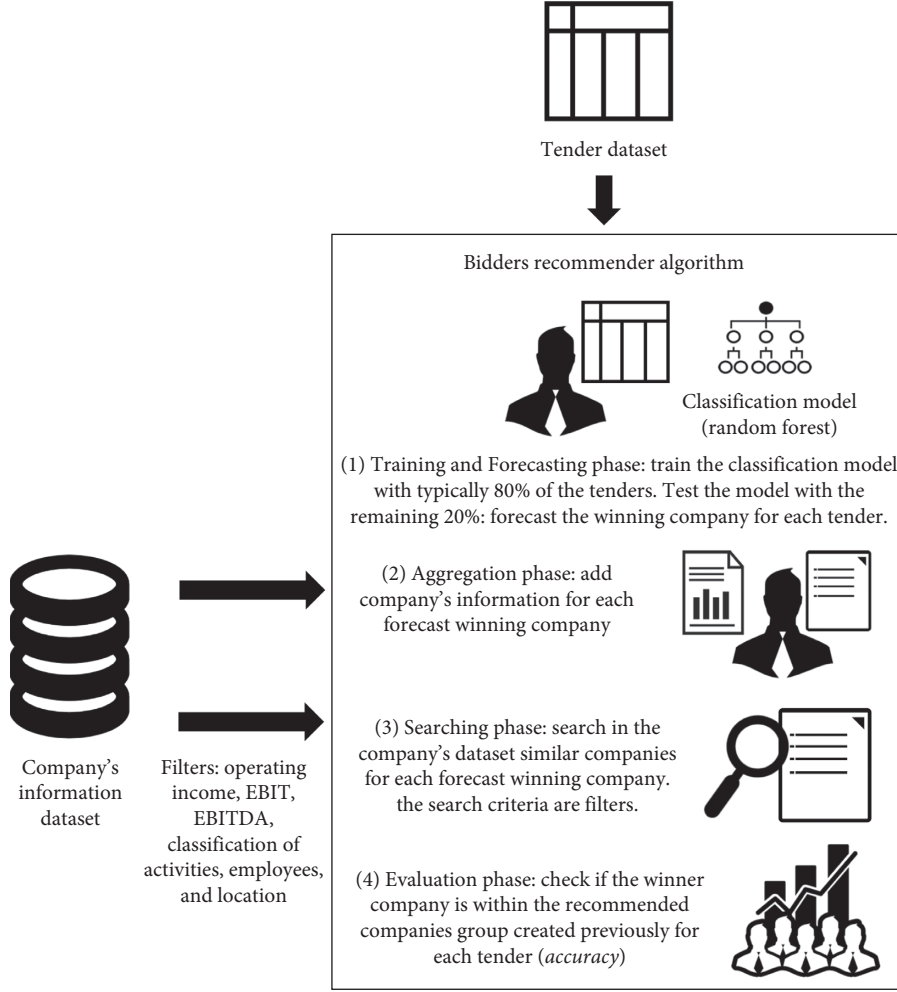 Tender dataset
Bidders recommender algorithm
Classification model
(random forest)
(1) Training and Forecasting phase: train the classification model
with typically 80% of the tenders. Test the model with the
remaining 20%: forecast the winning company for each tender.
(2) Aggregation phase: add
company's information for each
forecast winning company
(3) Searching phase: search in the
company's dataset similar companies
for each forecast winning company.
the search criteria are filters.
Company's
information
dataset
Filters: operating
income, EBIT,
EBITDA,
classification of
activities, employees,
and location
(4) Evaluation phase: check if the winner
company is within the recommended
companies group created previously for
each tender (accuracy)